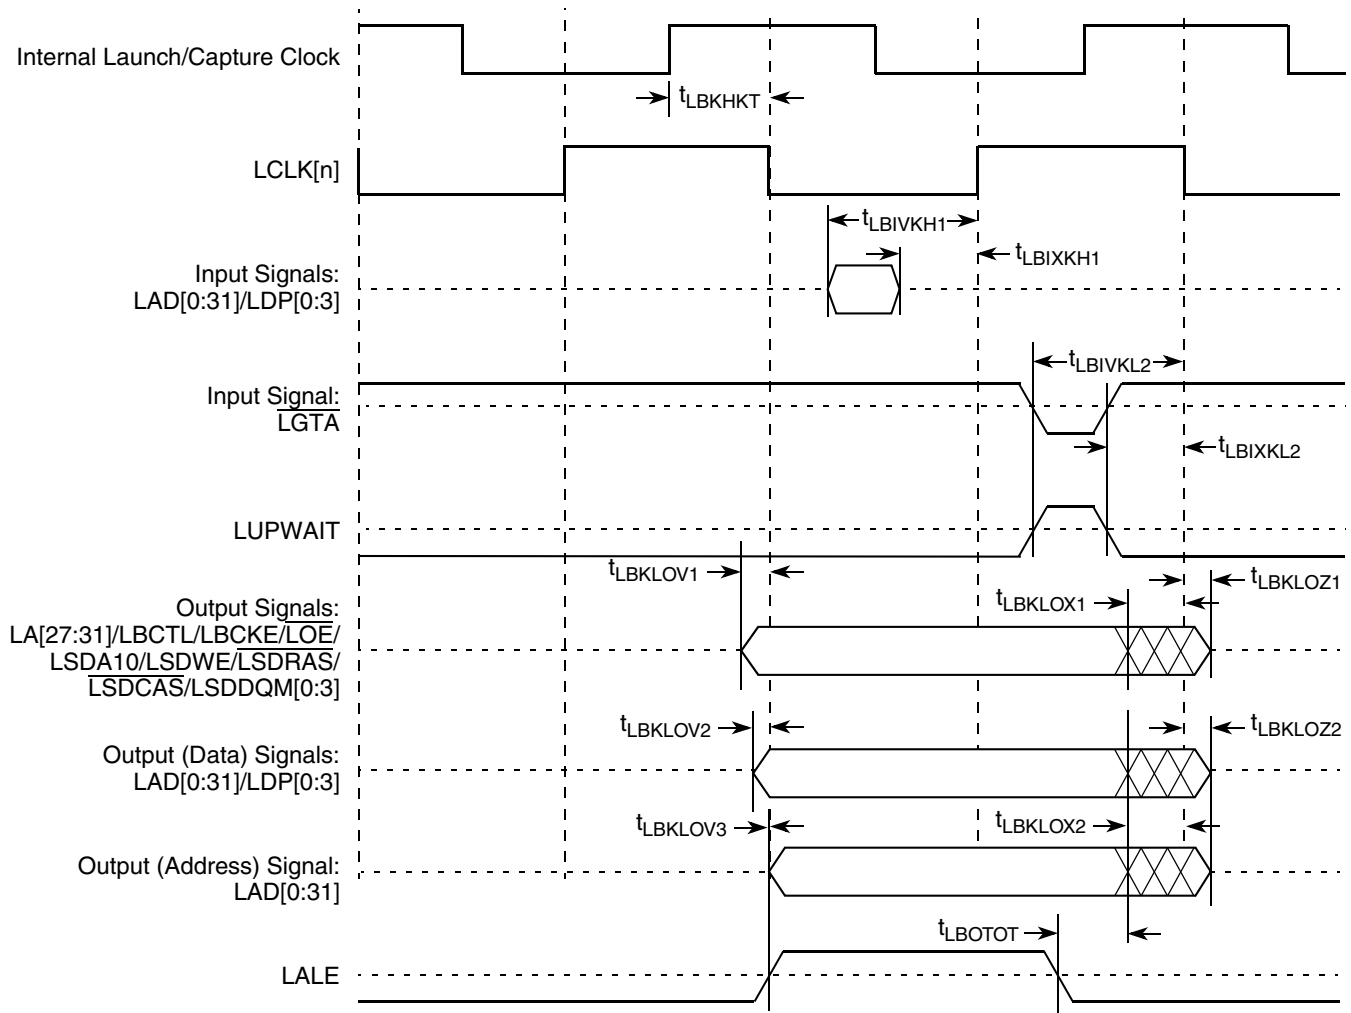 Internal Launch/Capture Clock
tLBKHKT
LCLK[n]
tLBIVKH1
tLBIXKH1
Input Signals:
LAD[0:31]/LDP[0:3]
tLBIVKL2
Input Signal:
LGTA
tLBIXKL2
LUPWAIT
tLBKLOV1
tLBKLOZ1
tLBKLOX1
Output Signals:
LA[27:31]/LBCTL/LBCKE/LOE/
LSDA10/LSDWE/LSDRAS/
LSDCAS/LSDDQM[0:3]
tLBKLOV2
tLBKLOZ2
Output (Data) Signals:
LAD[0:31]/LDP[0:3]
tLBKLOV3
tLBKLOX2
Output (Address) Signal:
LAD[0:31]
tLBOTOT
LALE